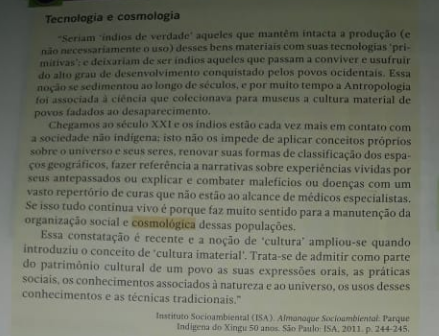 Tecnologia e cosmologia
"Seriam 'índios de verdade' aqueles que mantêm intacta a produção (e
não necessariamente o uso) desses bens materiais com suas tecnologias 'pri-
mitivas'; e deixariam de ser índios aqueles que passam a conviver e usufruir
do alto grau de desenvolvimento conquistado pelos povos ocidentais. Essa
noção se sedimentou ao longo de séculos, e por muito tempo a Antropologia
foi associada à ciência que colecionava para museus a cultura material de
povos fadados ao desaparecimento.
Chegamos ao século XXI e os índios estão cada vez mais em contato com
a sociedade não indígena; isto não os impede de aplicar conceitos próprios
sobre o universo e seus seres, renovar suas formas de classificação dos espa-
ços geográficos, fazer referência a narrativas sobre experiências vividas por
seus antepassados ou explicar e combater malefícios ou doenças com um
vasto repertório de curas que não estão ao alcance de médicos especialistas.
Se isso tudo continua vivo é porque faz muito sentido para a manutenção da
organização social e cosmológica dessas populações.
Essa constatação é recente e a noção de 'cultura' ampliou-se quando
introduziu o conceito de 'cultura imaterial'. Trata-se de admitir como parte
do patrimônio cultural de um povo as suas expressões orais, as práticas
sociais, os conhecimentos associados à natureza e ao universo, os usos desses
conhecimentos e as técnicas tradicionais."
Instituto Socioambiental (ISA). Almanaque Socioambiental: Parque
Indígena do Xingu 50 anos. São Paulo: ISA, 2011. p. 244-245.